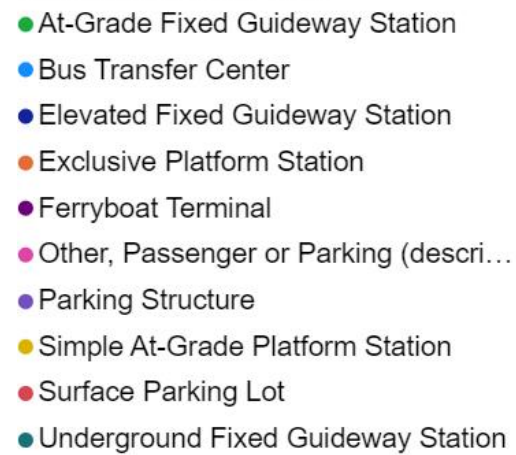 At-Grade Fixed Guideway Station
Bus Transfer Center
Elevated Fixed Guideway Station
Exclusive Platform Station
Ferryboat Terminal
Other, Passenger or Parking (descri...
Parking Structure
Simple At-Grade Platform Station
Surface Parking Lot
Underground Fixed Guideway Station